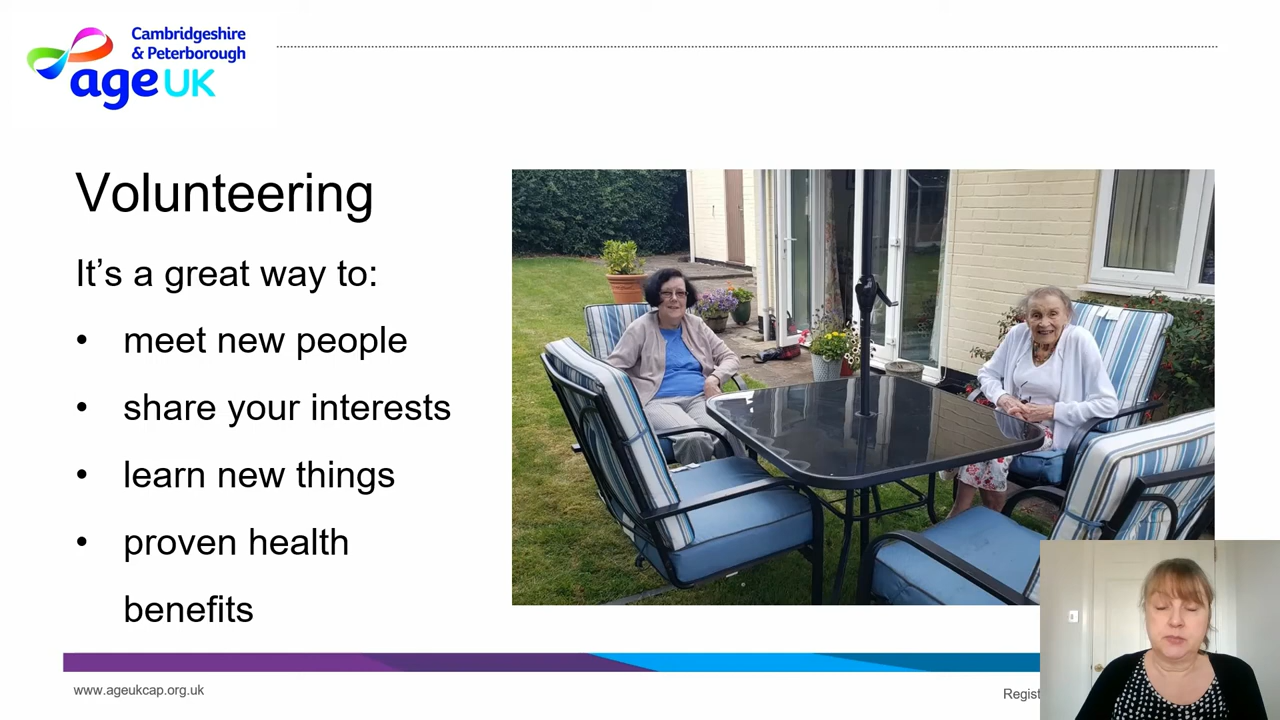 Cambridgeshire
& Peterborough
age UK
Volunteering
It's a great way to:
• meet new people
• share your interests
• learn new things
• proven health
benefits
www.ageukcap.org.uk